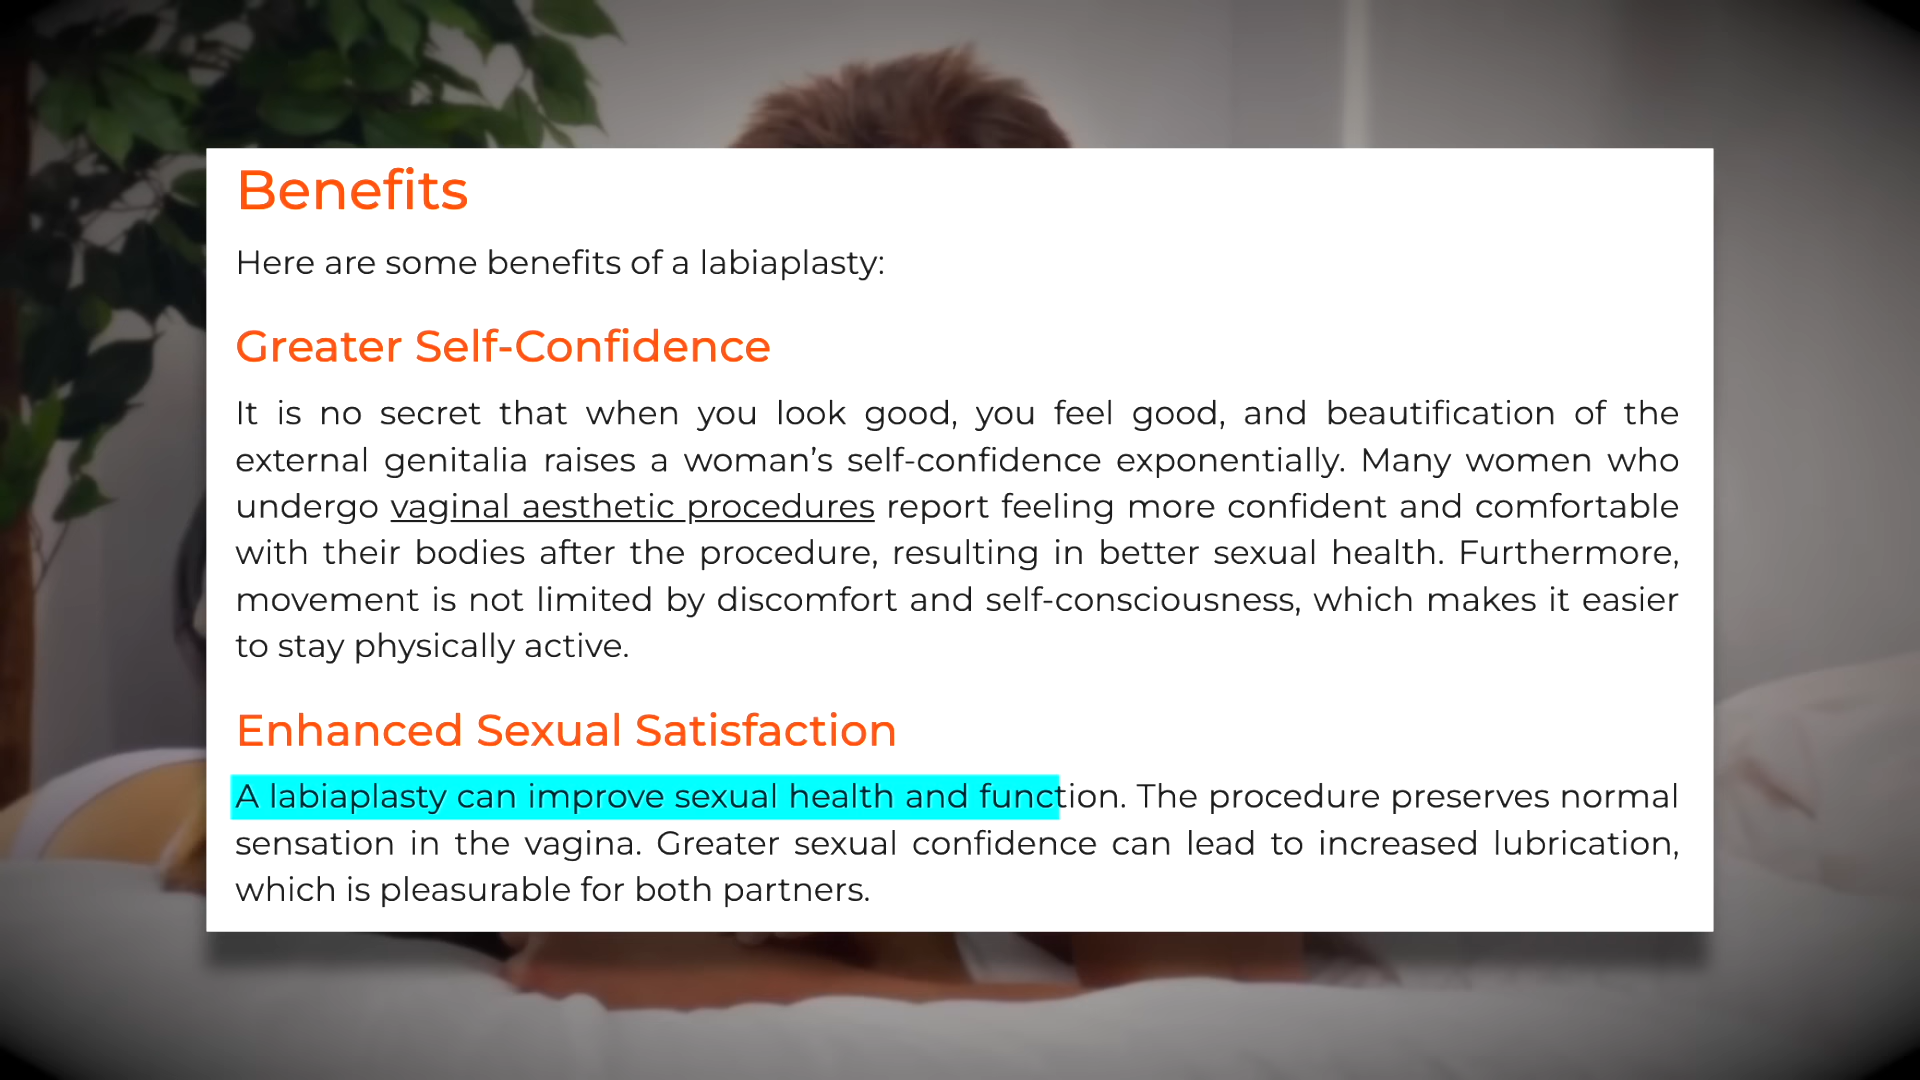 Benefits
Here are some benefits of a labiaplasty:
Greater Self-Confidence
It is no secret that when you look good, you feel good, and beautification of the
external genitalia raises a woman’s self-confidence exponentially. Many women who
undergo vaginal aesthetic procedures report feeling more confident and comfortable
with their bodies after the procedure, resulting in better sexual health. Furthermore,
movement is not limited by discomfort and self-consciousness, which makes it easier
to stay physically active.
Enhanced Sexual Satisfaction
A labiaplasty can improve sexual health and function. The procedure preserves normal
sensation in the vagina. Greater sexual confidence can lead to increased lubrication,
which is pleasurable for both partners.